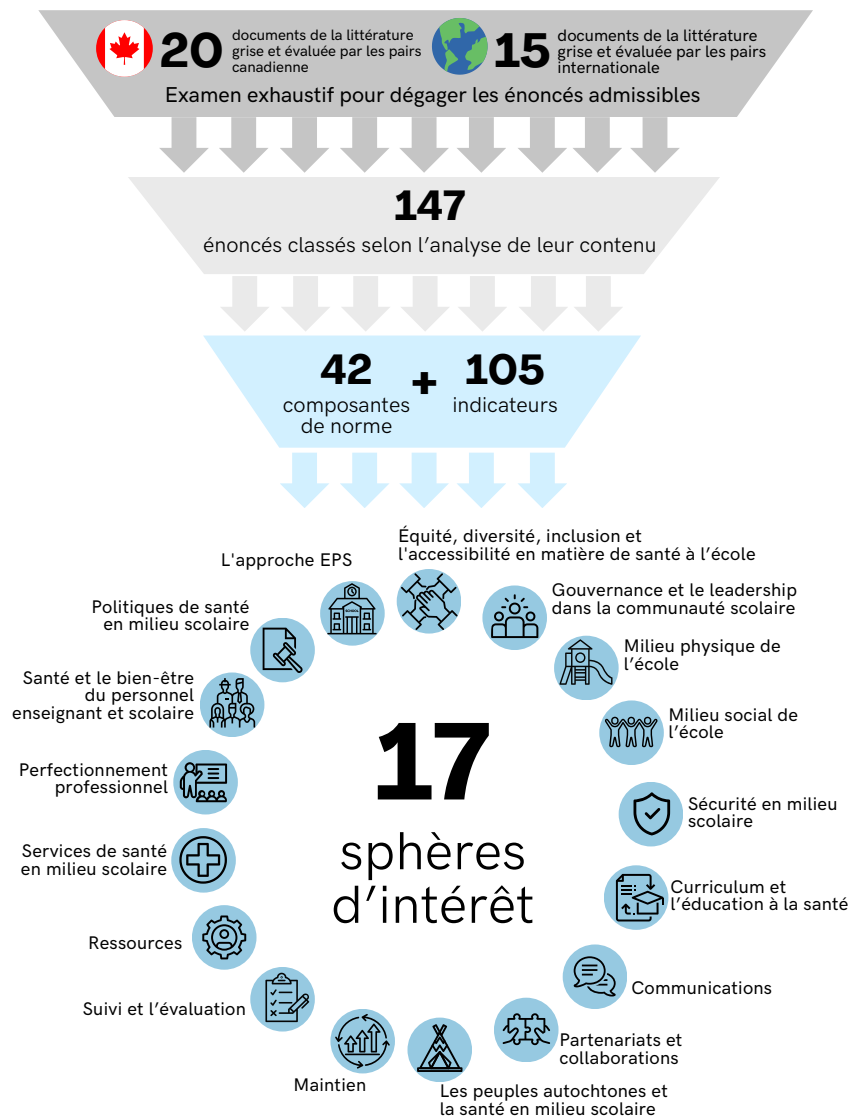 20
documents de la littérature
grise et évaluée par les pairs
canadienne
15
documents de la littérature
grise et évaluée par les pairs
internationale
Examen exhaustif pour dégager les énoncés admissibles
147
énoncés classés selon l'analyse de leur contenu
42
composantes
de norme
+
105
indicateurs
L'approche EPS
Équité, diversité, inclusion et
l'accessibilité en matière de santé à l'école
Gouvernance et le leadership
dans la communauté scolaire
Milieu physique de
l'école
Milieu social de
l'école
Sécurité en milieu
scolaire
Curriculum et
l'éducation à la santé
Communications
Partenariats et
collaborations
Les peuples autochtones et
la santé en milieu scolaire
Maintien
Suivi et l'évaluation
Ressources
Services de santé
en milieu scolaire
Perfectionnement
professionnel
Santé et le bien-être
du personnel
enseignant et scolaire
Politiques de santé
en milieu scolaire
SCHOOL
17
sphères
d'intérêt